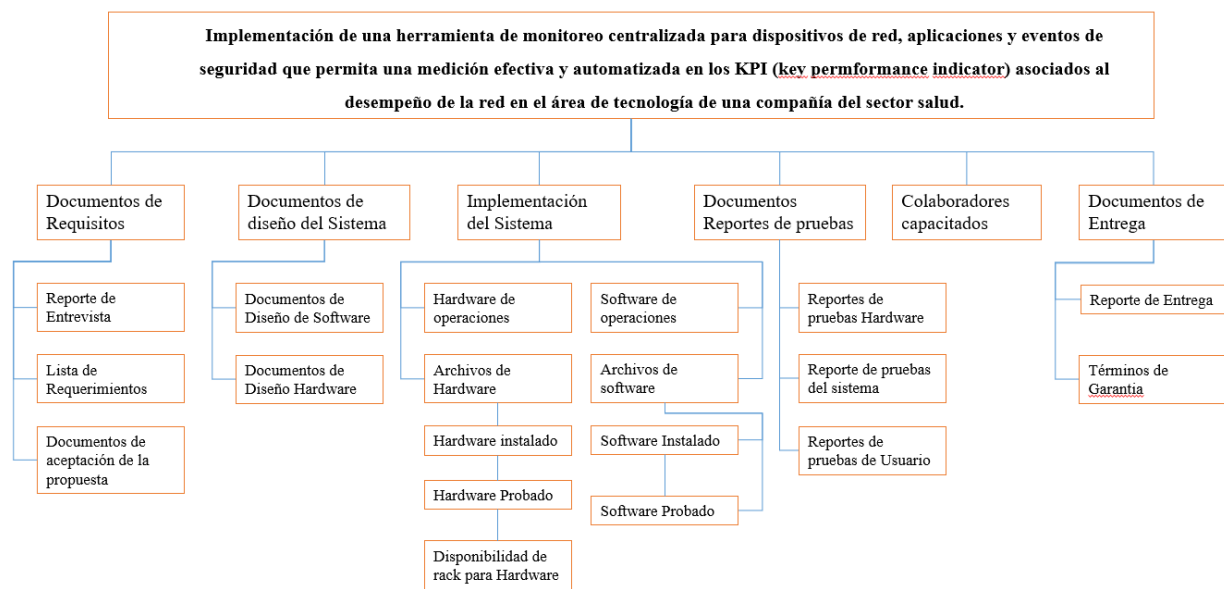 Implementación de una herramienta de monitoreo centralizada para dispositivos de red, aplicaciones y eventos de
seguridad que permita una medición efectiva y automatizada en los KPI (key permformance indicator) asociados al
desempeño de la red en el área de tecnología de una compañía del sector salud.
Documentos de
Requisitos
Documentos de
diseño del Sistema
Implementación
del Sistema
Documentos
Reportes de pruebas
Colaboradores
capacitados
Documentos de
Entrega
Reporte de
Entrevista
Lista de
Requerimientos
Documentos de
aceptación de la
propuesta
Documentos de
Diseño de Software
Documentos de
Diseño Hardware
Hardware de
operaciones
Archivos de
Hardware
Hardware instalado
Hardware Probado
Disponibilidad de
rack para Hardware
Software de
operaciones
Archivos de
software
Software Instalado
Software Probado
Reportes de
pruebas Hardware
Reporte de pruebas
del sistema
Reportes de
pruebas de Usuario
Reporte de Entrega
Términos de
Garantia